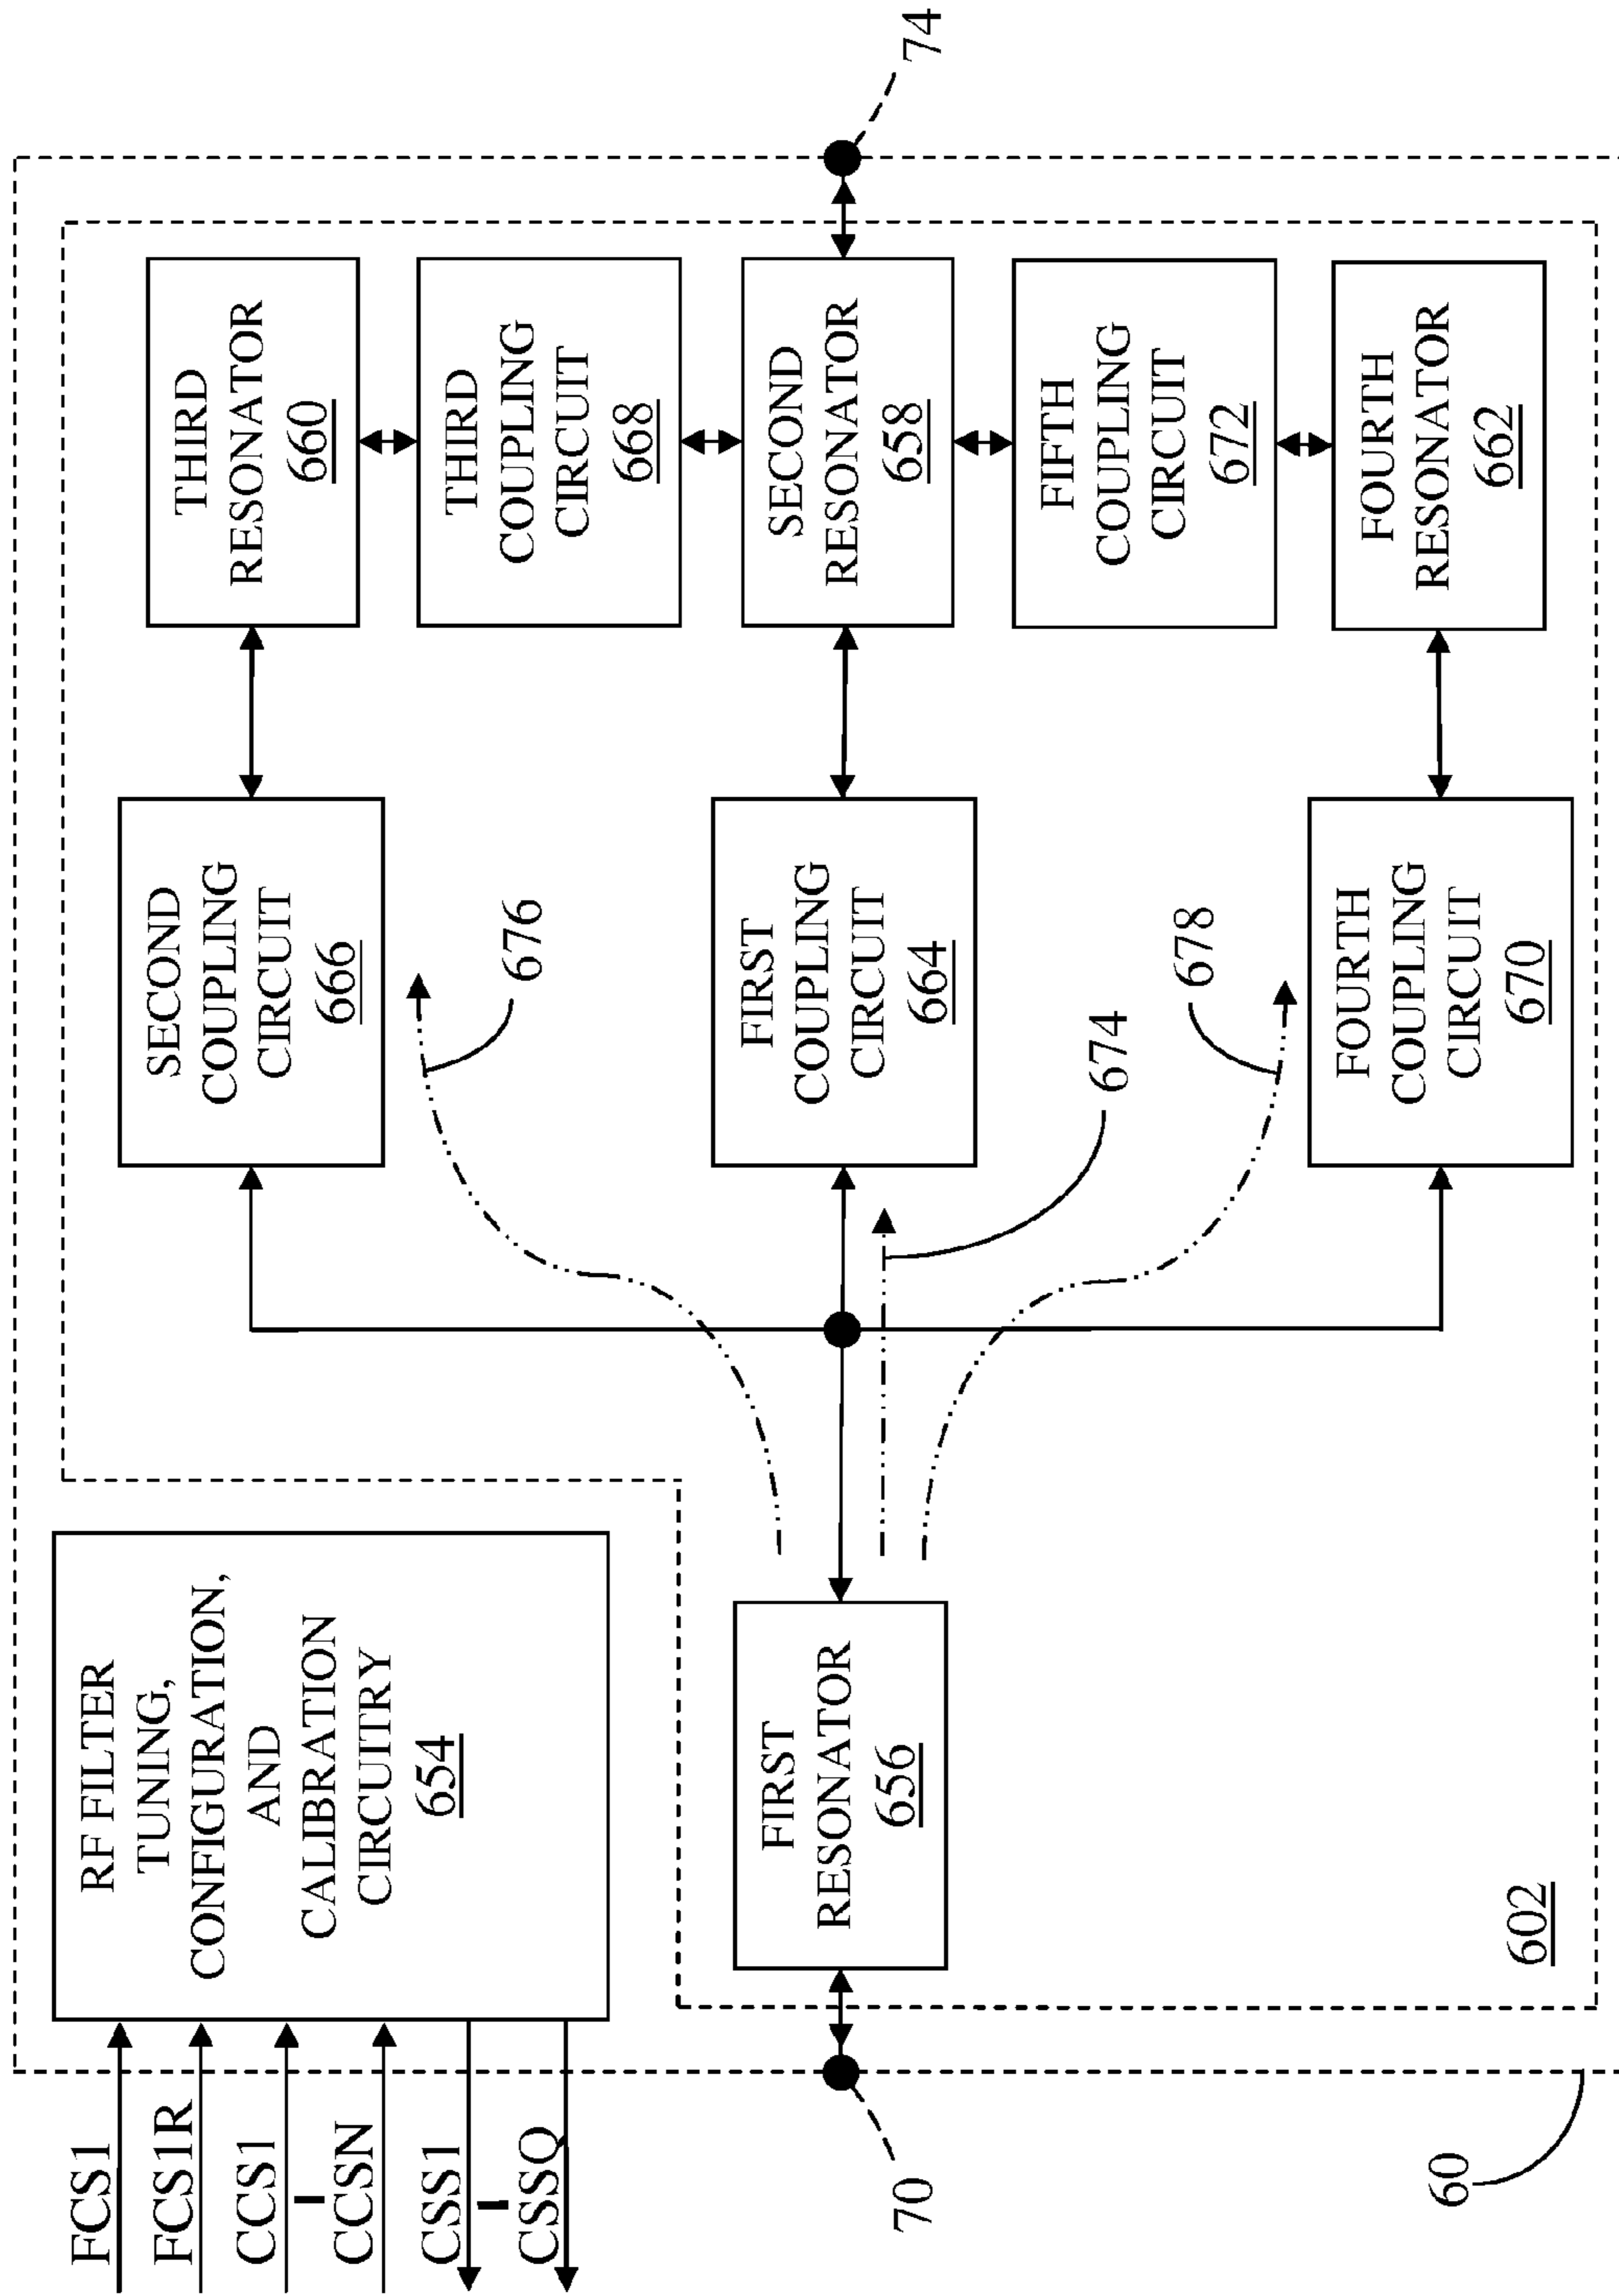 FCS1
FCS1R
CCS1
CCSN
CSS1
CSSQ
RF FILTER
TUNING,
CONFIGURATION,
AND
CALIBRATION
CIRCUITRY
654
SECOND
COUPLING
CIRCUIT
666
THIRD
RESONATOR
660
THIRD
COUPLING
CIRCUIT
668
676
FIRST
RESONATOR
656
FIRST
COUPLING
CIRCUIT
664
SECOND
RESONATOR
658
70
74
674
678
FIFTH
COUPLING
CIRCUIT
672
FOURTH
COUPLING
CIRCUIT
670
FOURTH
RESONATOR
662
602
60